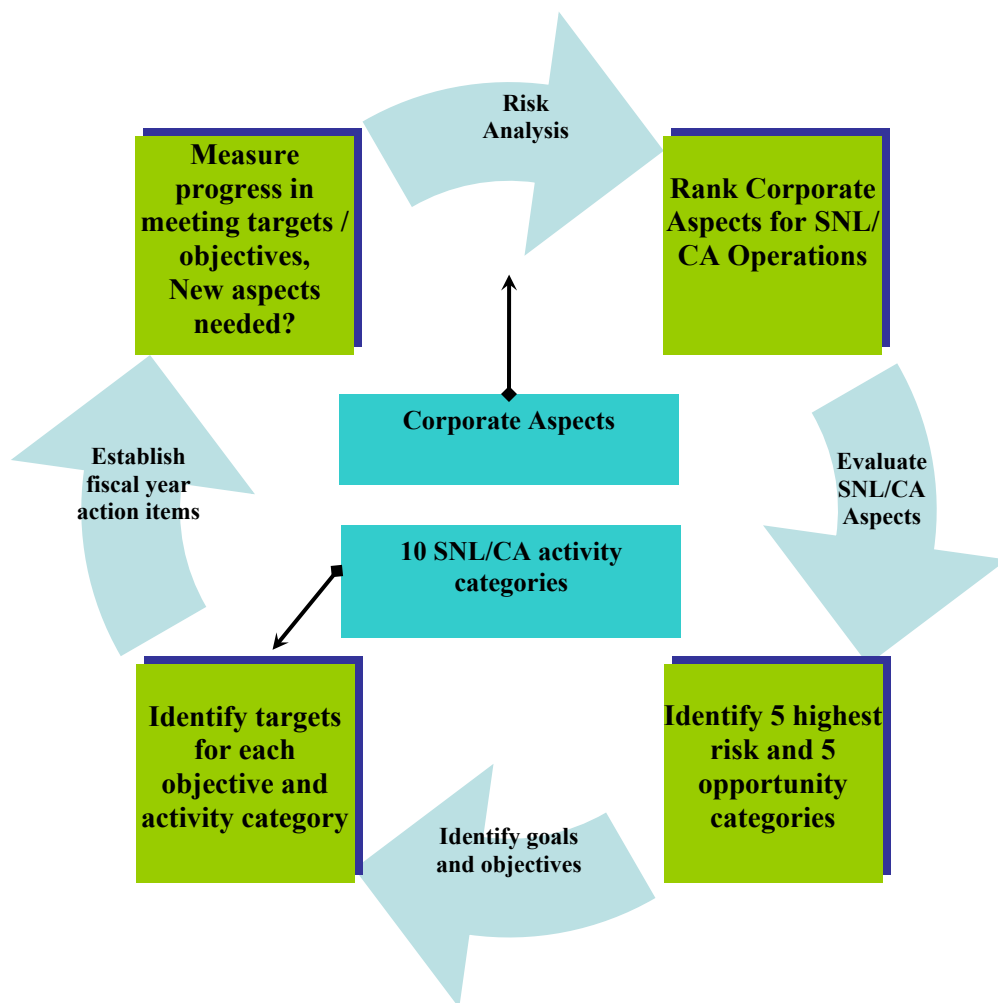 Risk
Analysis
Measure
progress in
meeting targets /
objectives,
New aspects
needed?
Rank Corporate
Aspects for SNL/
CA Operations
Corporate Aspects
Establish
fiscal year
action items
Evaluate
SNL/CA
Aspects
10 SNL/CA activity
categories
Identify targets
for each
objective and
activity category
Identify 5 highest
risk and 5
opportunity
categories
Identify goals
and objectives